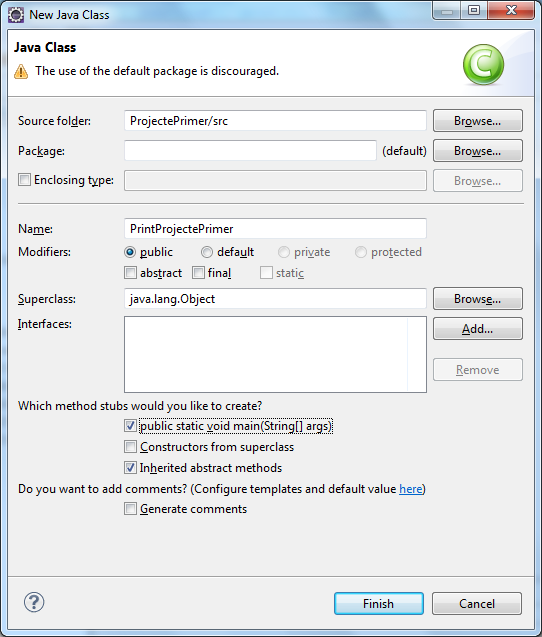 New Java Class
Java Class
The use of the default package is discouraged.
Source folder: ProjectePrimer/src Browse...
Package: (default) Browse...
Enclosing type: Browse...
Name: PrintProjectePrimer
Modifiers: public default private protected
abstract final static
Superclass: java.lang.Object Browse...
Interfaces: Add...
Remove
Which method stubs would you like to create?
public static void main(String[] args)
Constructors from superclass
Inherited abstract methods
Do you want to add comments? (Configure templates and default value here)
Generate comments
? Finish Cancel